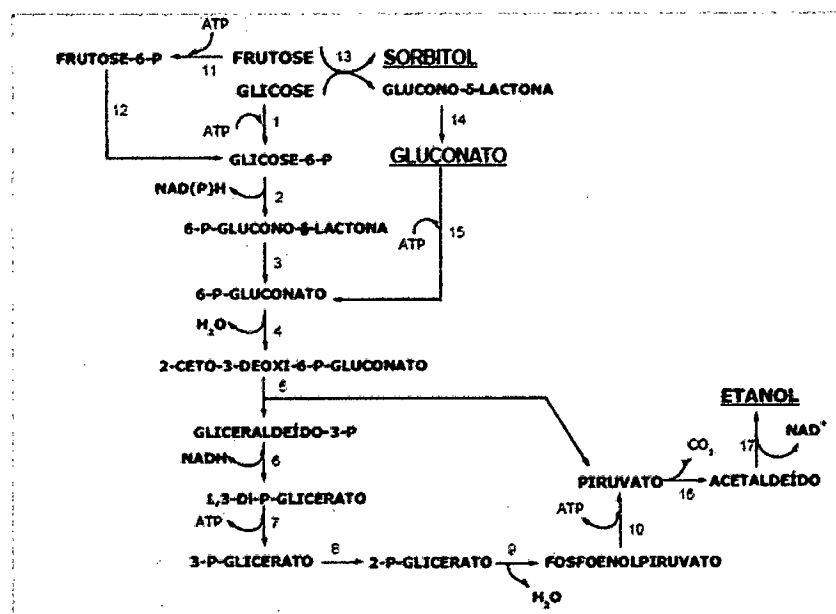 ATP
FRUTOSE-6-P 11 FRUTOSE 13 SORBITOL
GLICOSE GLUCONO-δ-LACTONA
12 ATP 1 14
GLICOSE-6-P GLUCONATO
NAD(P)H 2
6-P-GLUCONO-δ-LACTONA ATP 15
3
6-P-GLUCONATO
H₂O 4
2-CETO-3-DEOXI-6-P-GLUCONATO
5
ETANOL
GLICERALDEÍDO-3-P
CO₂ 17 NAD⁺
NADH 6
PIRUVATO 16 ACETALDEÍDO
1,3-DI-P-GLICERATO
ATP 7 ATP 10
3-P-GLICERATO 8 2-P-GLICERATO 9 FOSFOENOLPIRUVATO
H₂O